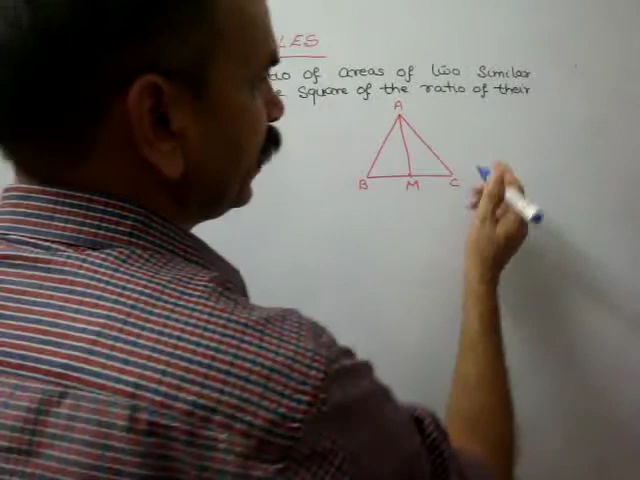 LES
tio of areas of two similar
e square of the ratio of their
A
B M C